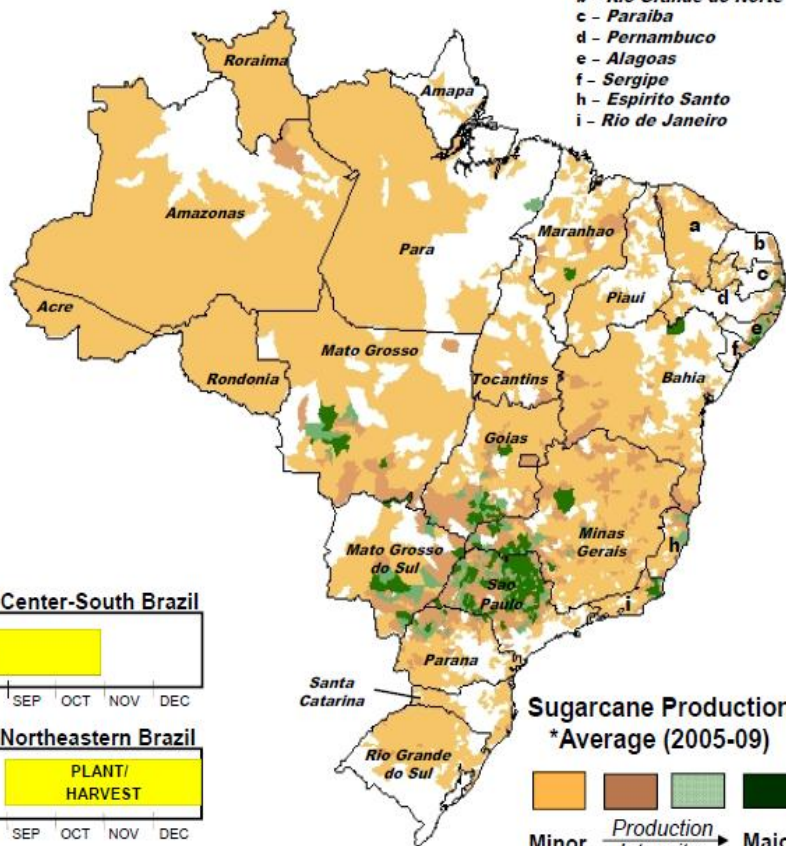 c – Paraiba
d – Pernambuco
e – Alagoas
f – Sergipe
h – Espirito Santo
i – Rio de Janeiro
Roraima
Amapa
Amazonas
Para
Maranhao
a
b
c
Piaui
d
e
f
Acre
Mato Grosso
Rondonia
Tocantins
Bahia
Goias
Minas
Gerais
h
Mato Grosso
do Sul
Sao
Paulo
i
Parana
Santa
Catarina
Rio Grande
do Sul
Center-South Brazil
SEP OCT NOV DEC
Northeastern Brazil
PLANT/
HARVEST
SEP OCT NOV DEC
Sugarcane Production
*Average (2005-09)
Minor Production